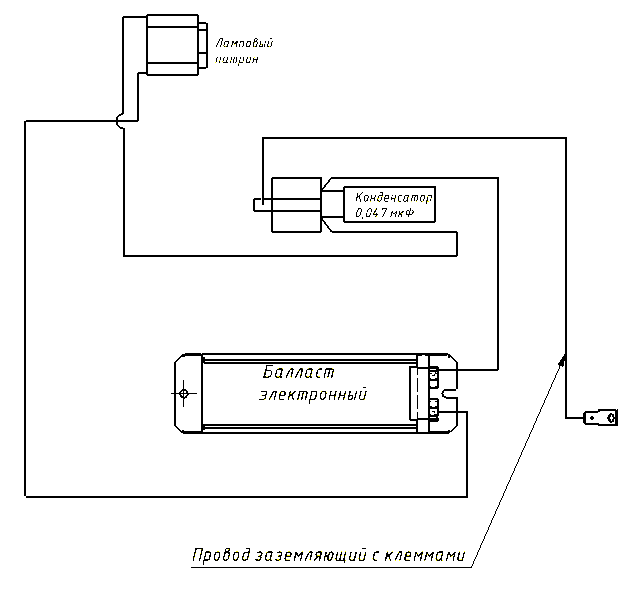 Ламповый
патрон
Конденсатор
0,047 мкФ
Балласт
электронный
Провод заземляющий с клеммами